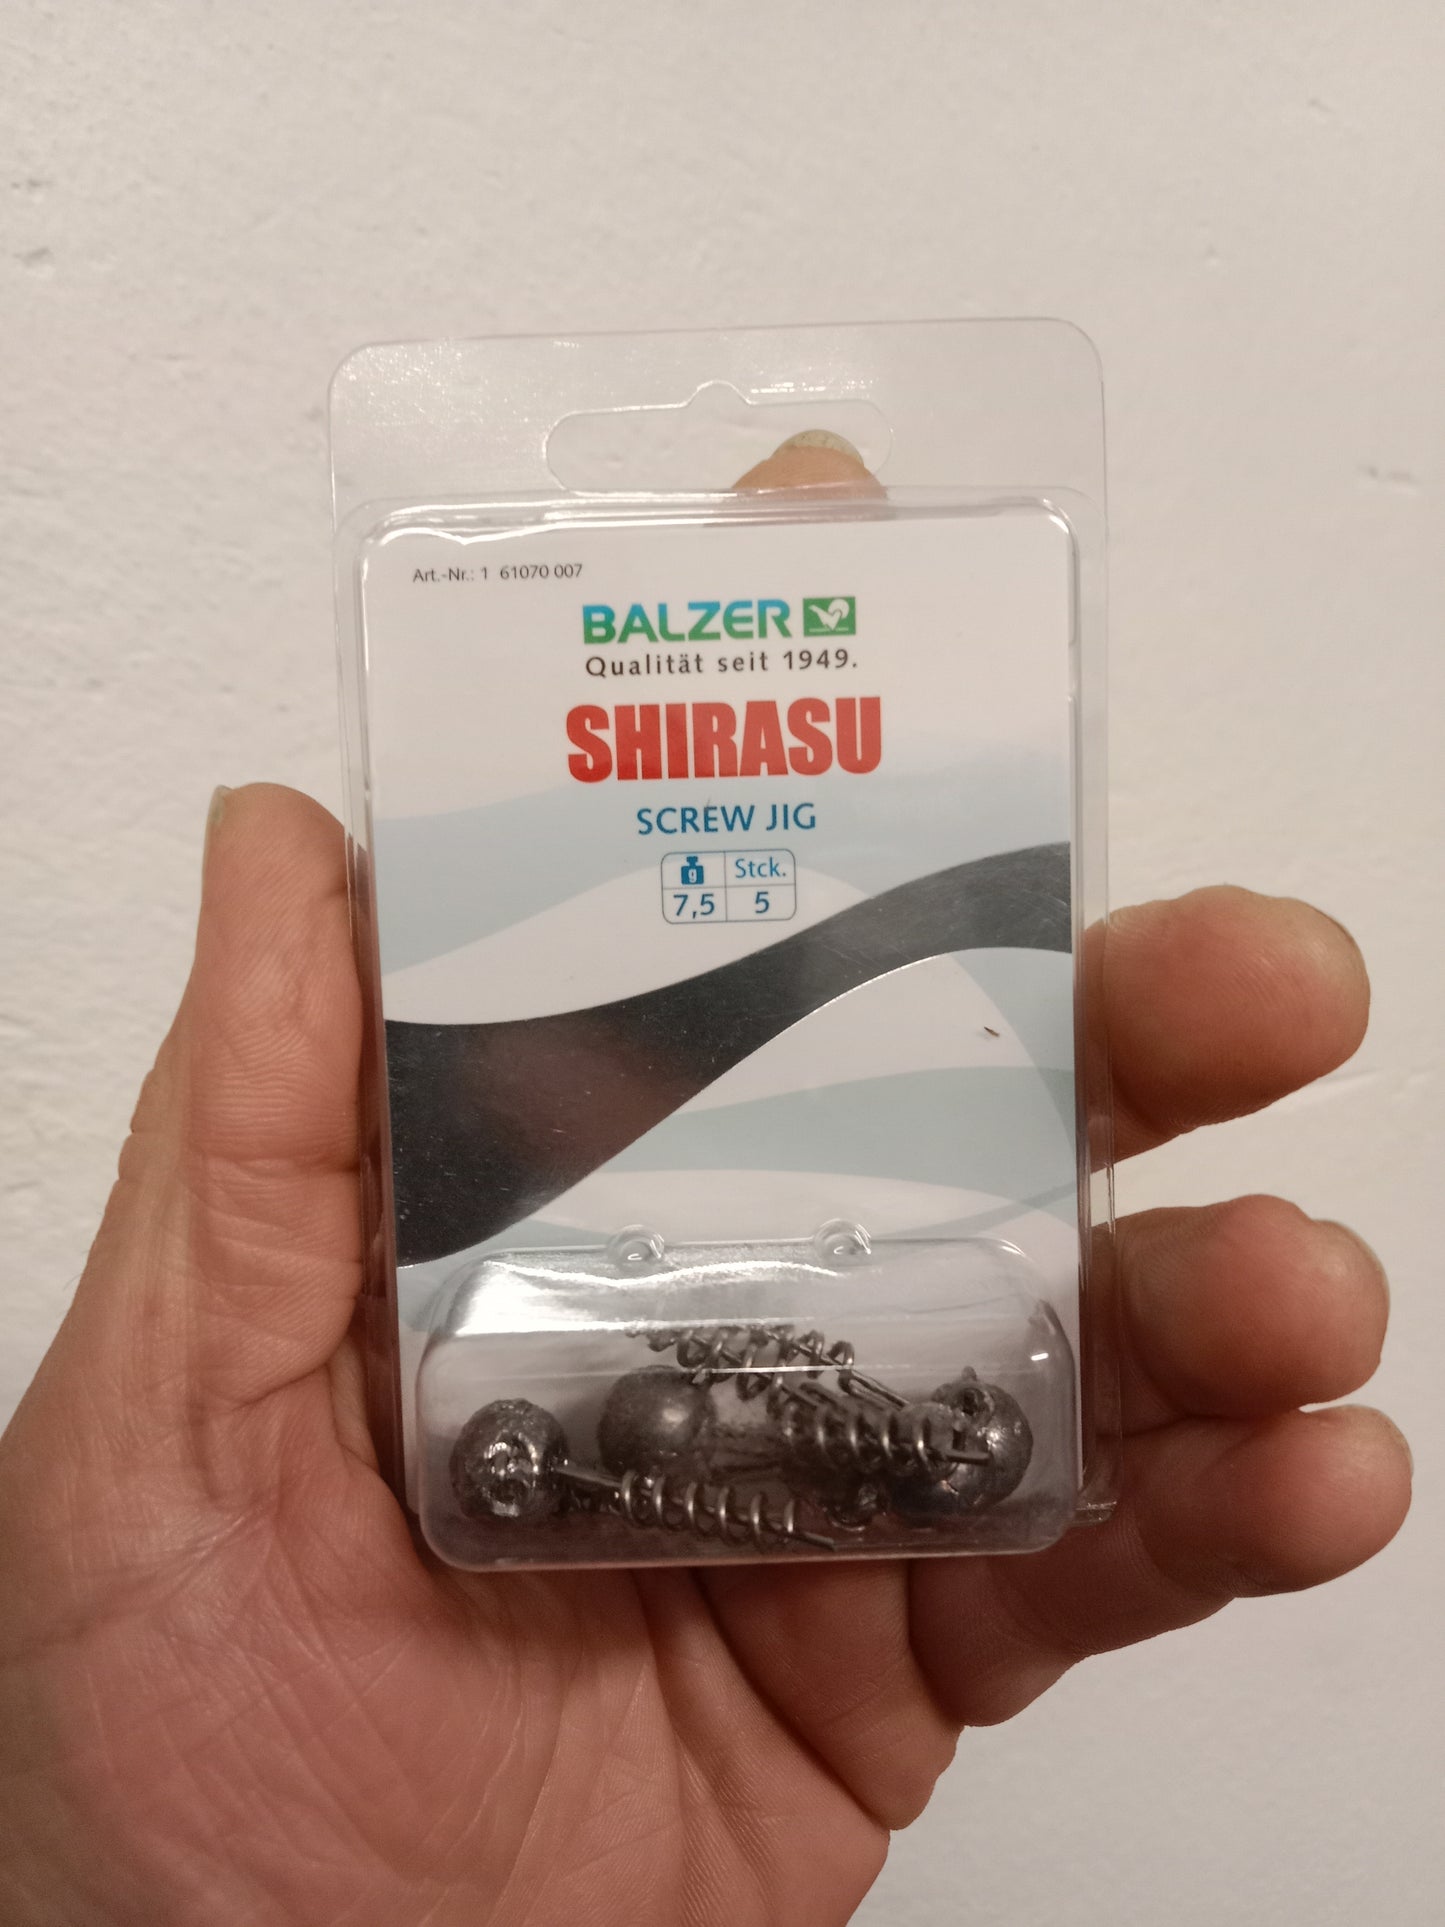 Art.-Nr.: 1 61070 007
BALZER
Qualität seit 1949.
SHIRASU
SCREW JIG
g Stck.
7,5 5